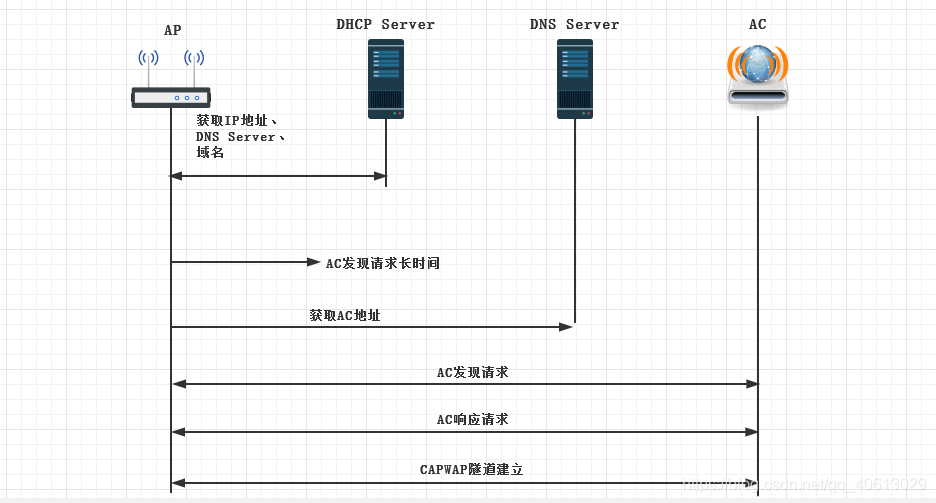 AP
DHCP Server
DNS Server
AC
获取IP地址、
DNS Server、
域名
AC发现请求长时间
获取AC地址
AC发现请求
AC响应请求
CAPWAP隧道建立
https://blog.csdn.net/qq_40613029